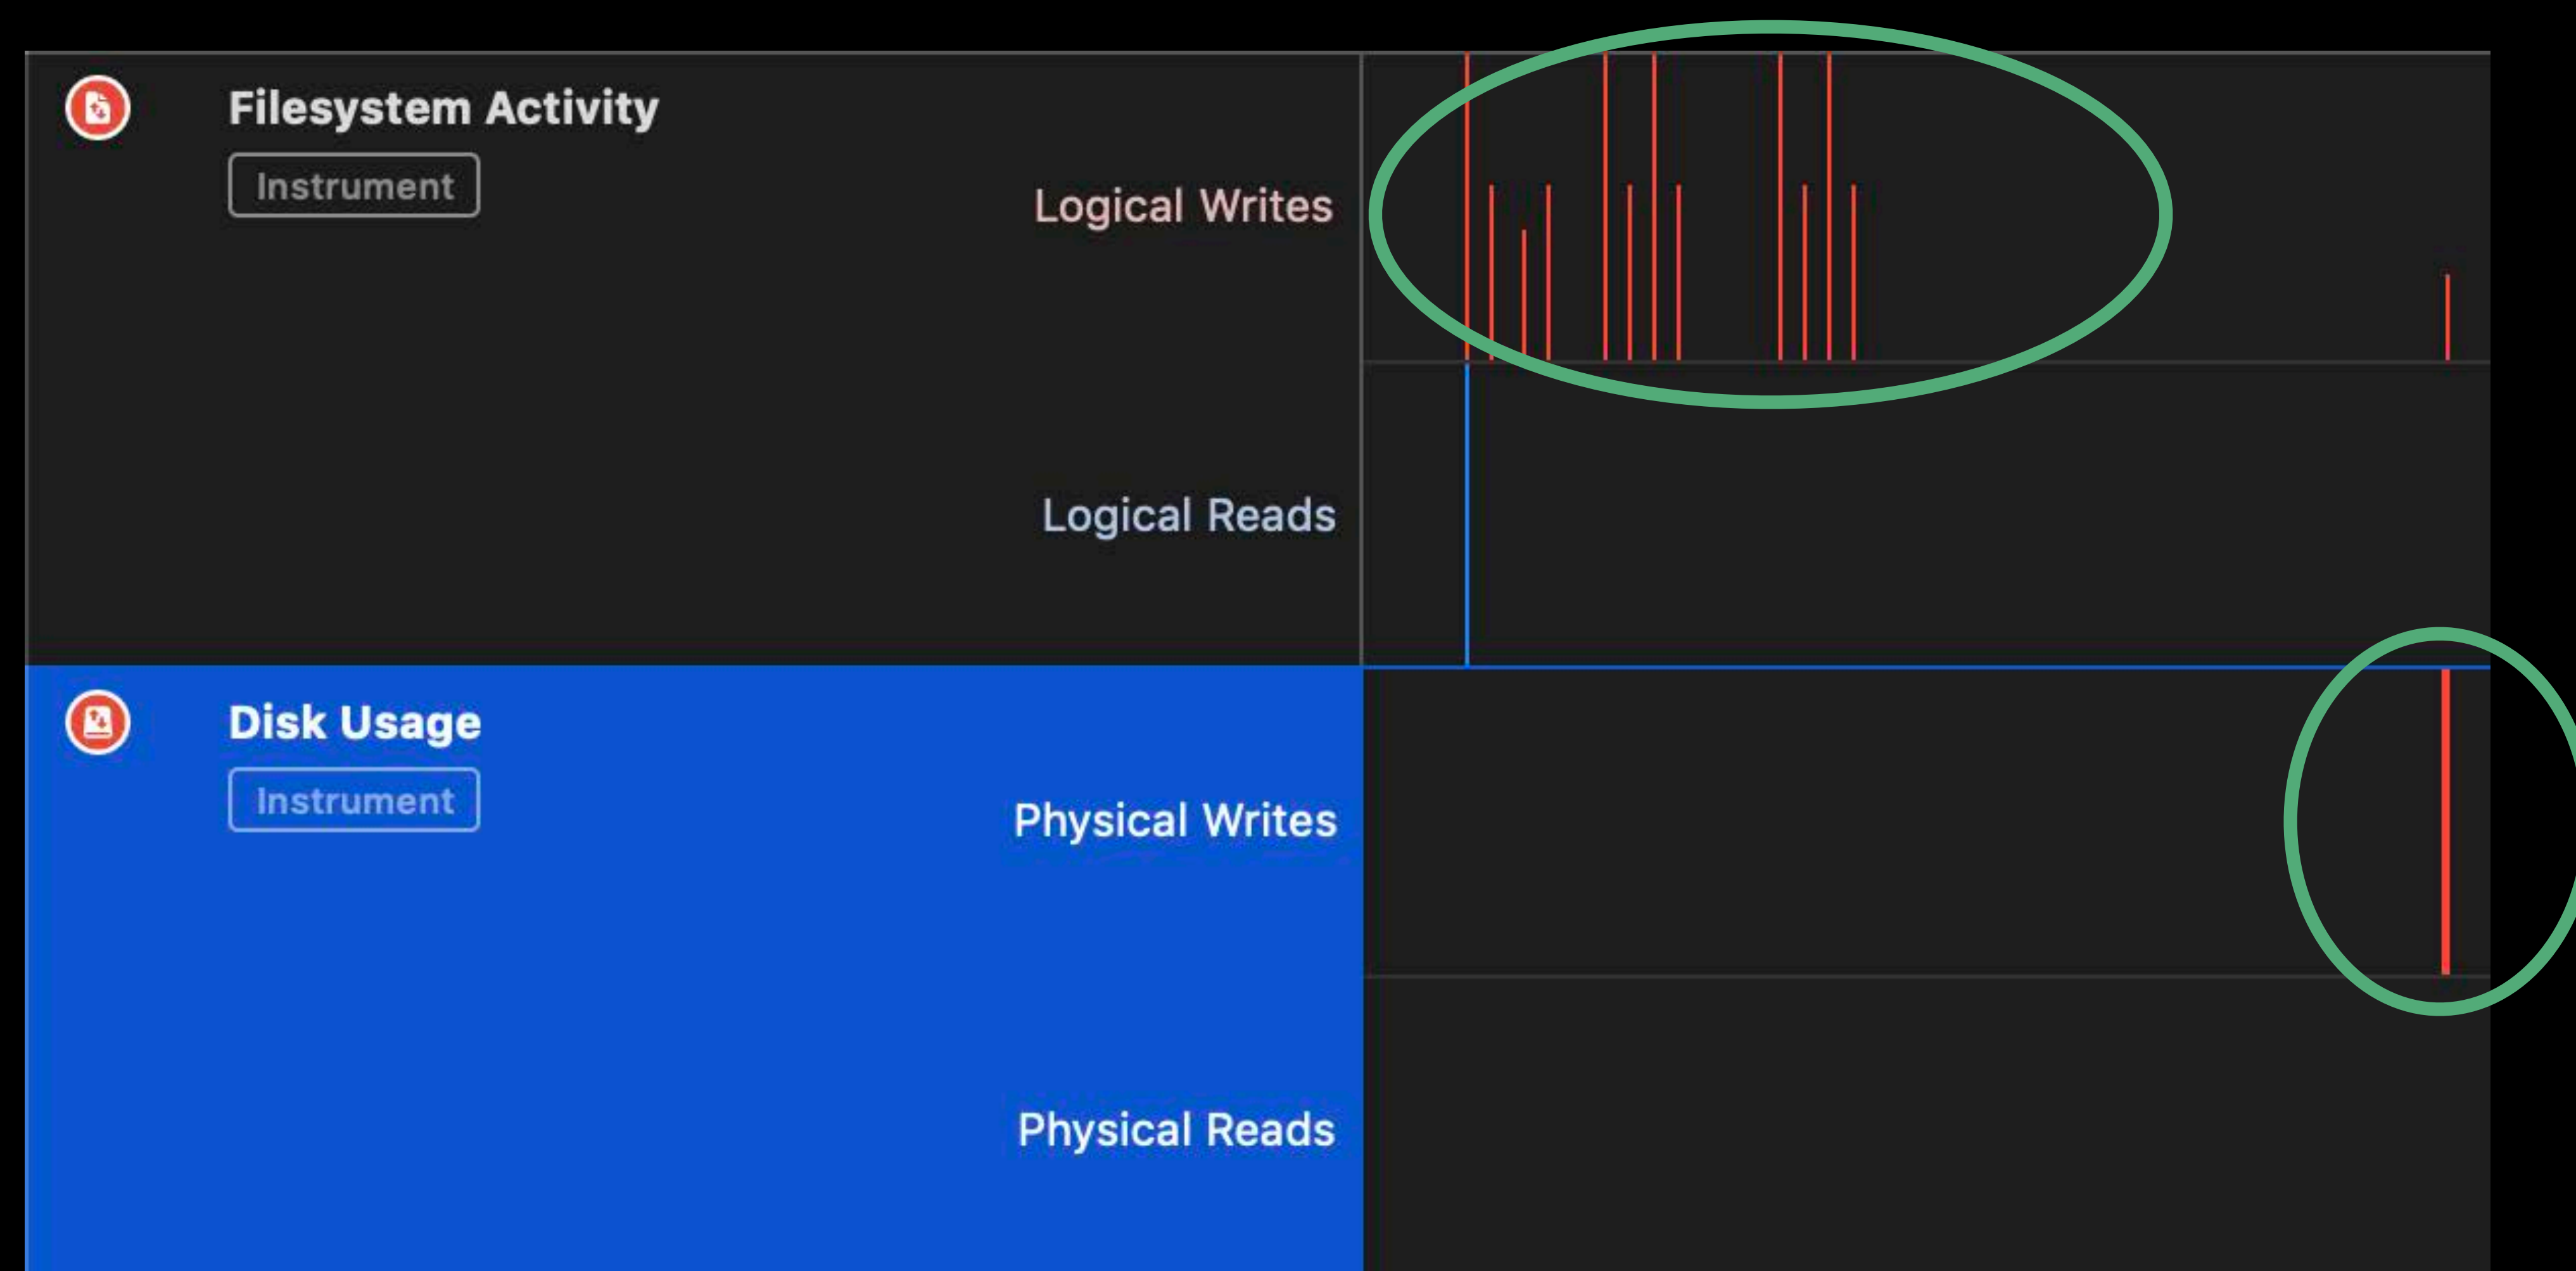 Filesystem Activity
Instrument
Logical Writes
Logical Reads
Disk Usage
Instrument
Physical Writes
Physical Reads